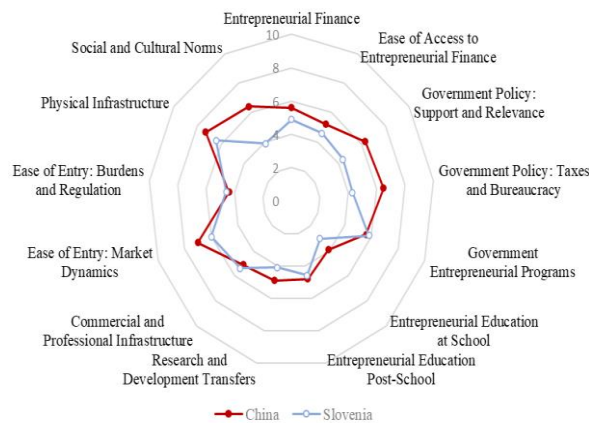 Entrepreneurial Finance
Ease of Access to
Entrepreneurial Finance
Government Policy:
Support and Relevance
Government Policy: Taxes
and Bureaucracy
Government
Entrepreneurial Programs
Entrepreneurial Education
at School
Entrepreneurial Education
Post-School
Research and
Development Transfers
Commercial and
Professional Infrastructure
Ease of Entry: Market
Dynamics
Ease of Entry: Burdens
and Regulation
Physical Infrastructure
Social and Cultural Norms
10
8
6
4
2
0
China
Slovenia